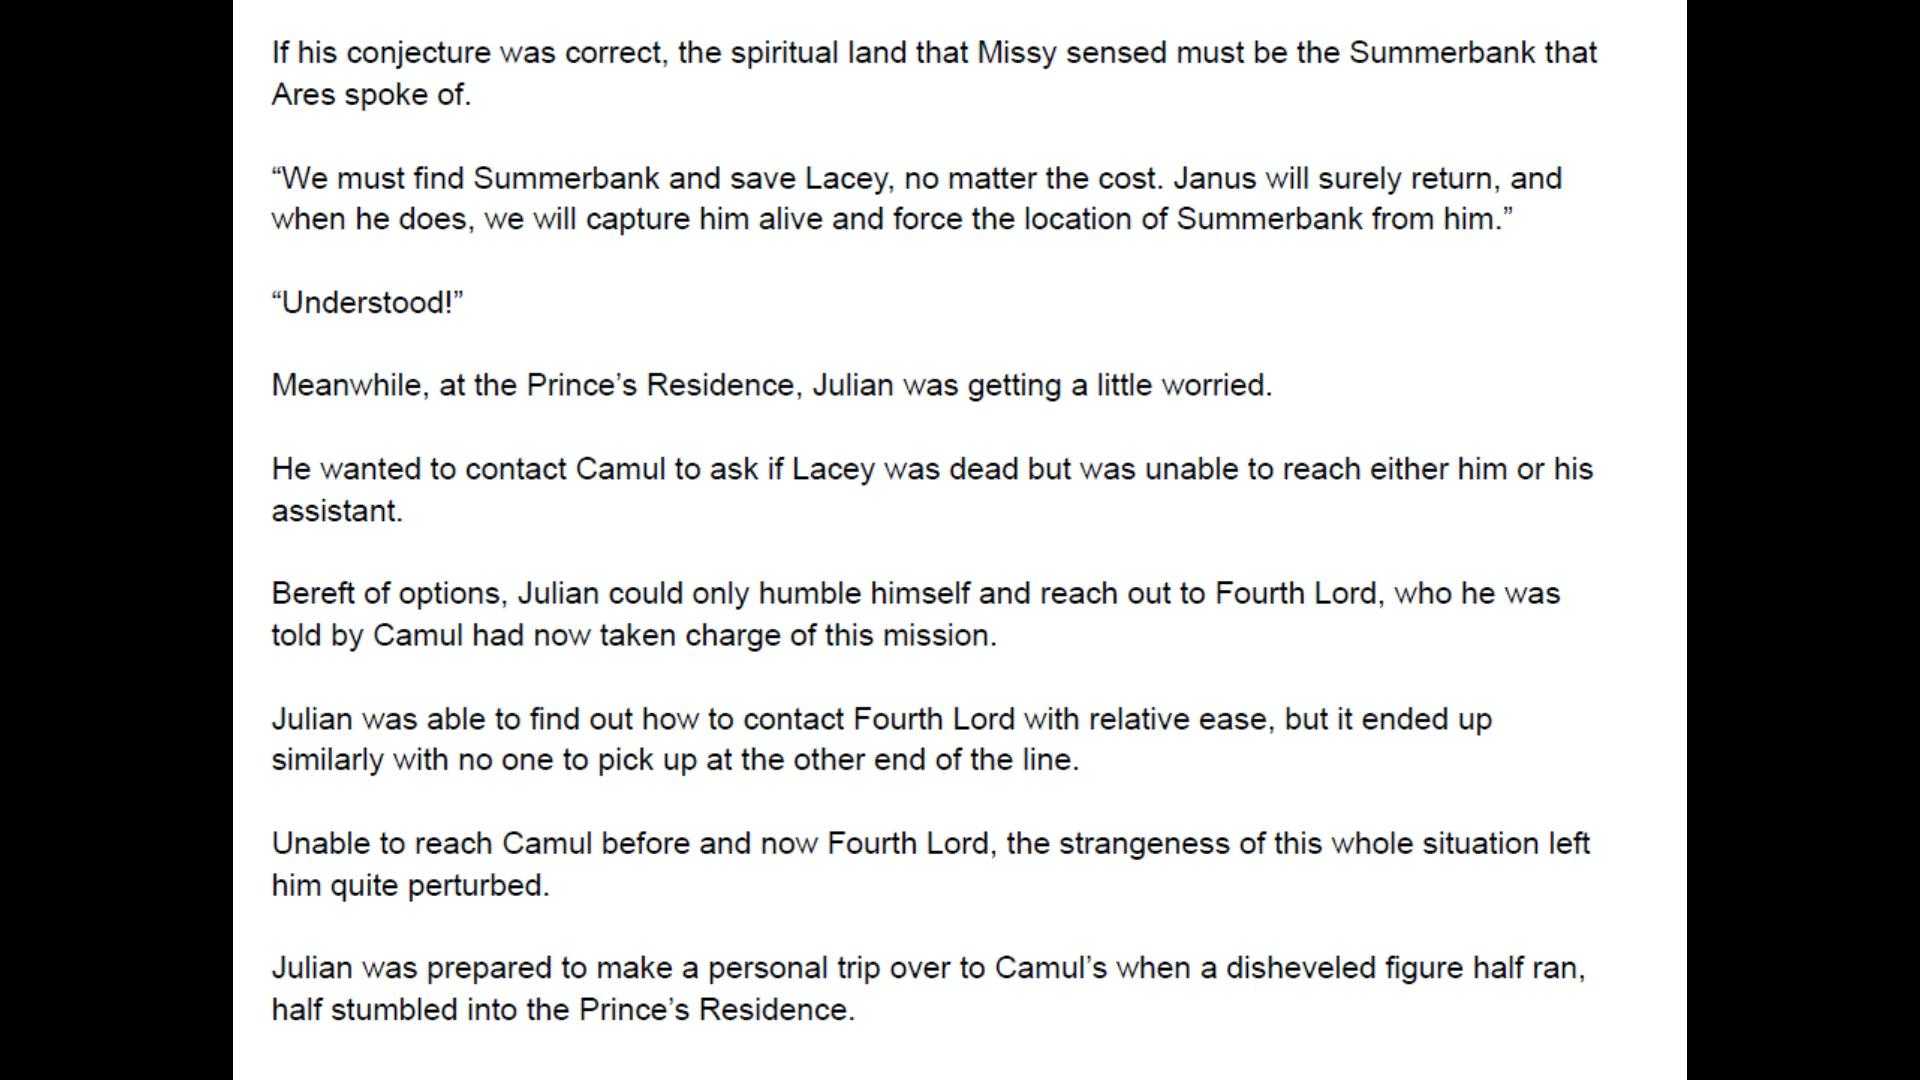 If his conjecture was correct, the spiritual land that Missy sensed must be the Summerbank that
Ares spoke of.
“We must find Summerbank and save Lacey, no matter the cost. Janus will surely return, and
when he does, we will capture him alive and force the location of Summerbank from him.”
“Understood!”
Meanwhile, at the Prince’s Residence, Julian was getting a little worried.
He wanted to contact Camul to ask if Lacey was dead but was unable to reach either him or his
assistant.
Bereft of options, Julian could only humble himself and reach out to Fourth Lord, who he was
told by Camul had now taken charge of this mission.
Julian was able to find out how to contact Fourth Lord with relative ease, but it ended up
similarly with no one to pick up at the other end of the line.
Unable to reach Camul before and now Fourth Lord, the strangeness of this whole situation left
him quite perturbed.
Julian was prepared to make a personal trip over to Camul’s when a disheveled figure half ran,
half stumbled into the Prince’s Residence.